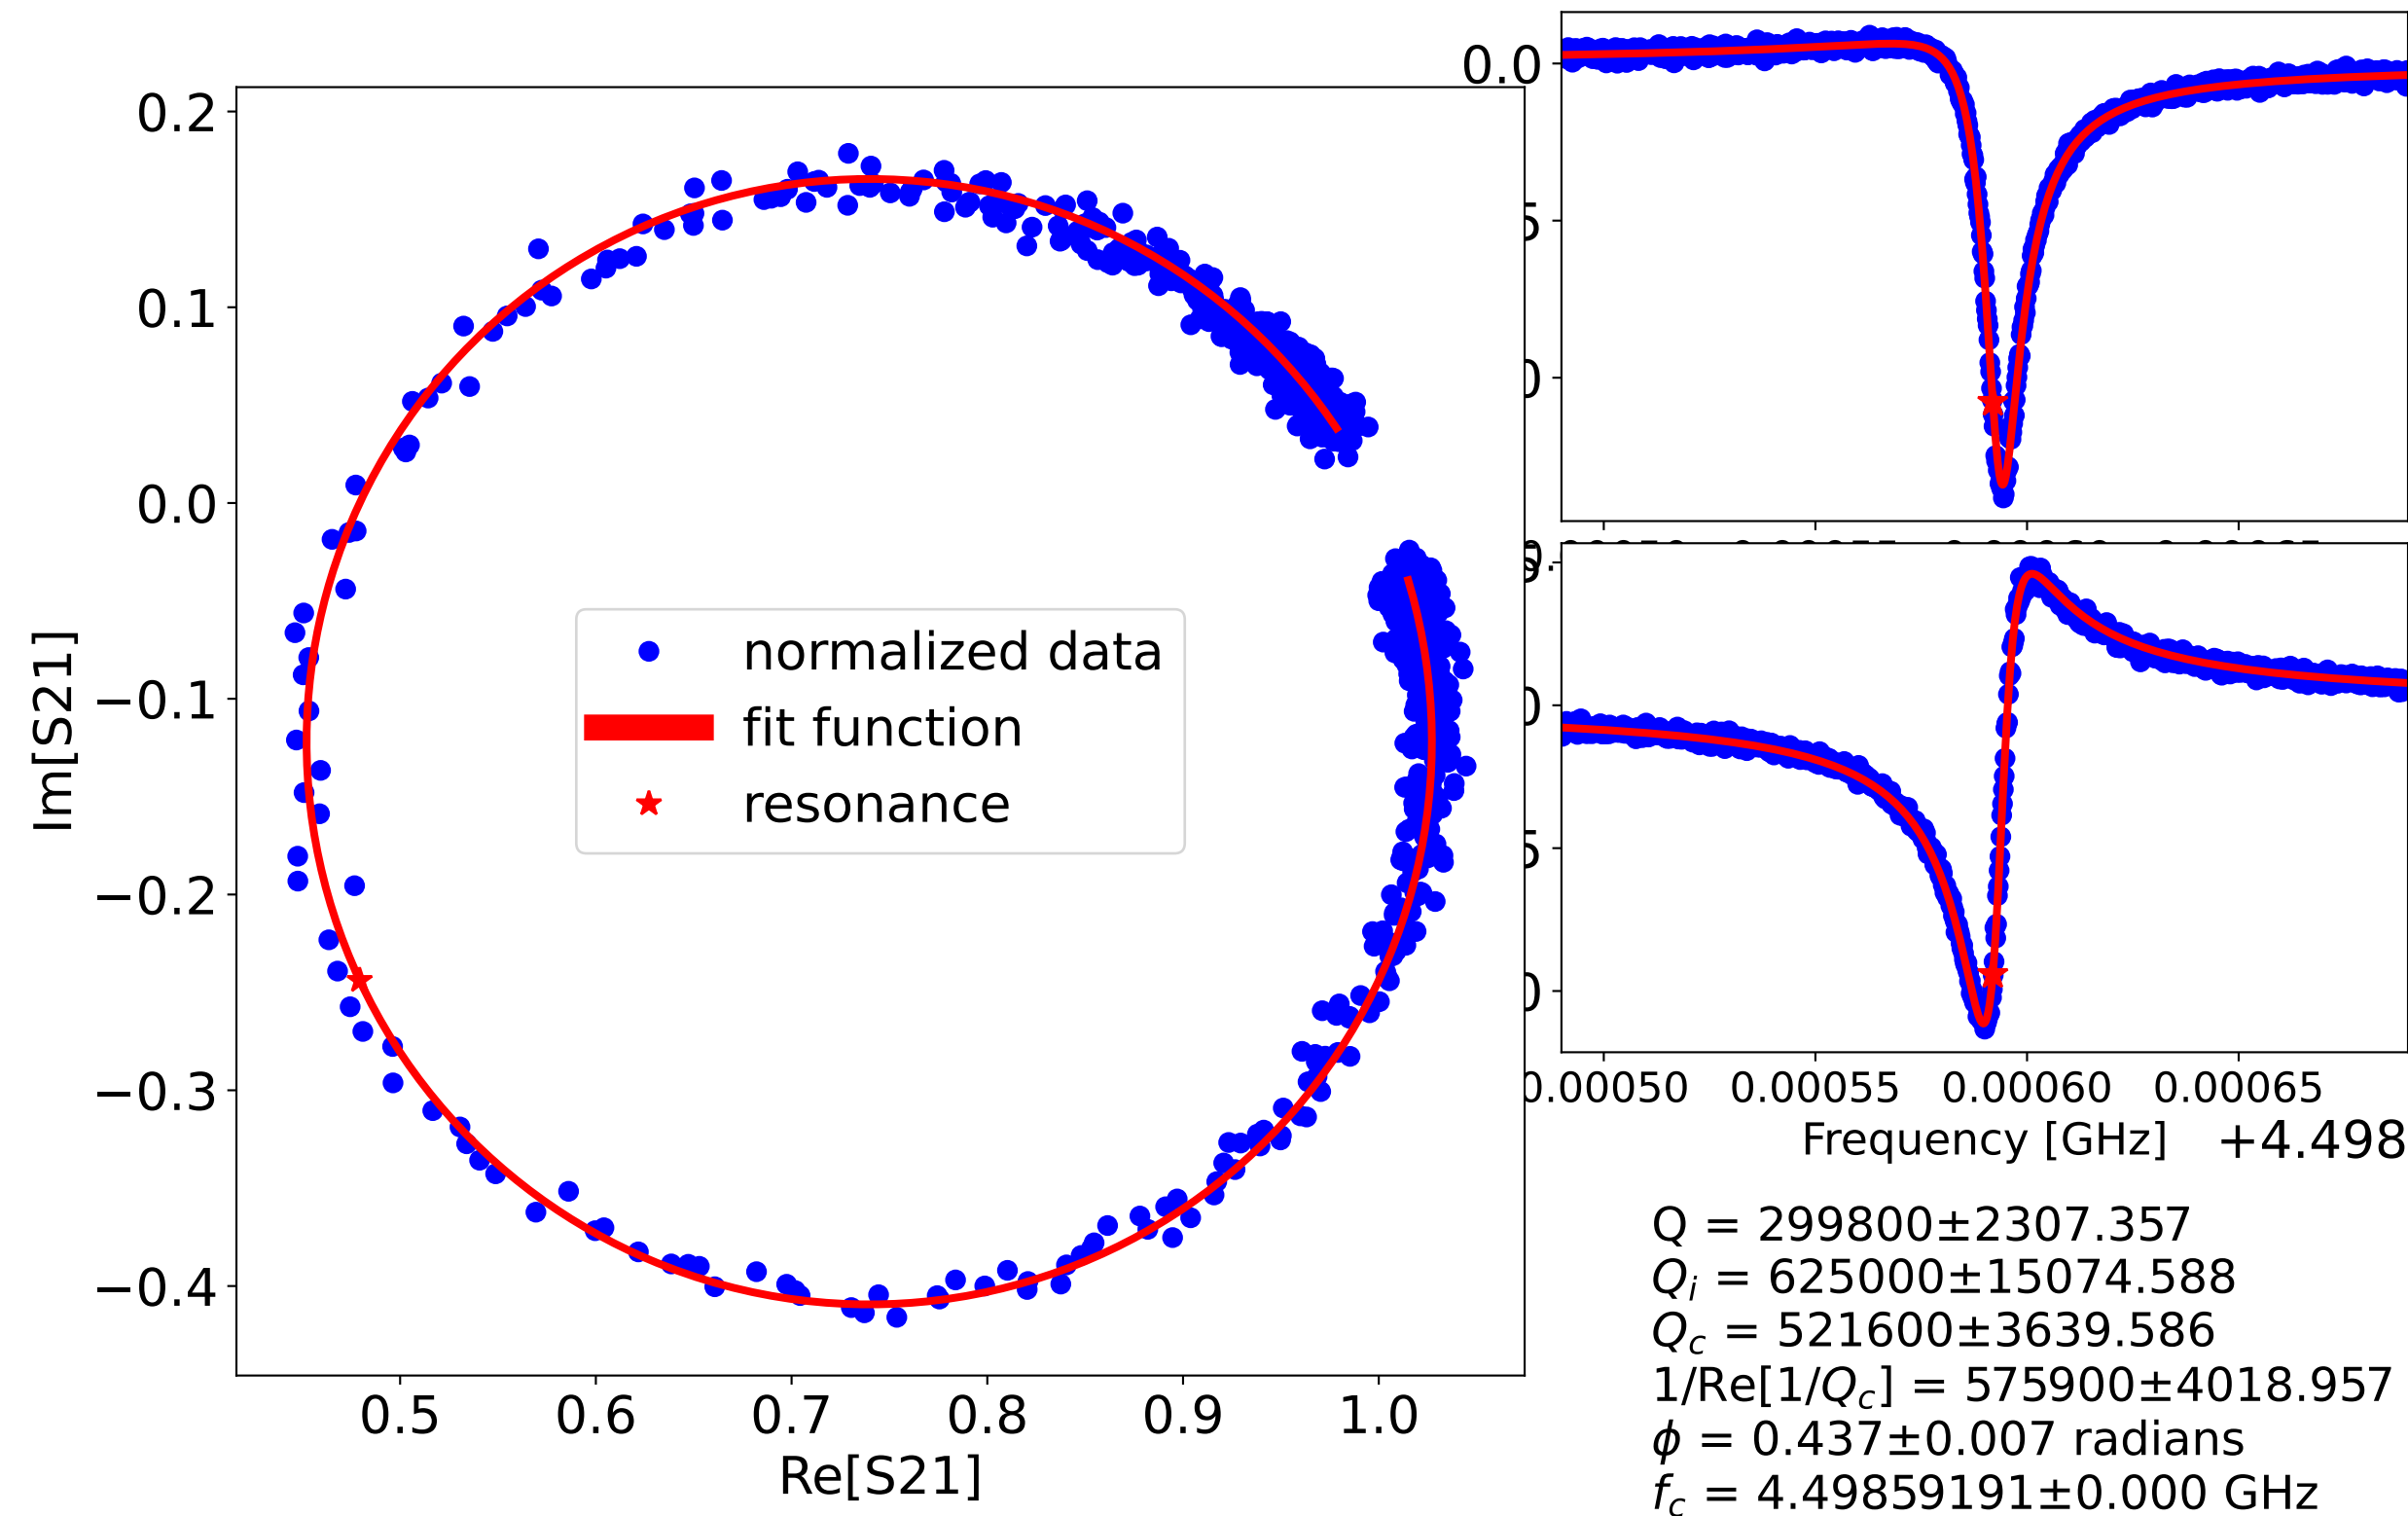 0.2
0.1
0.0
−0.1
−0.2
−0.3
−0.4
Im[S21]
0.5 0.6 0.7 0.8 0.9 1.0
Re[S21]
normalized data
fit function
resonance
0.0
0.00050 0.00055 0.00060 0.00065
Frequency [GHz] +4.498
Q = 299800±2307.357
Q_i = 625000±15074.588
Q_c = 521600±3639.586
1/Re[1/Q_c] = 575900±4018.957
ϕ = 0.437±0.007 radians
f_c = 4.49859191±0.000 GHz